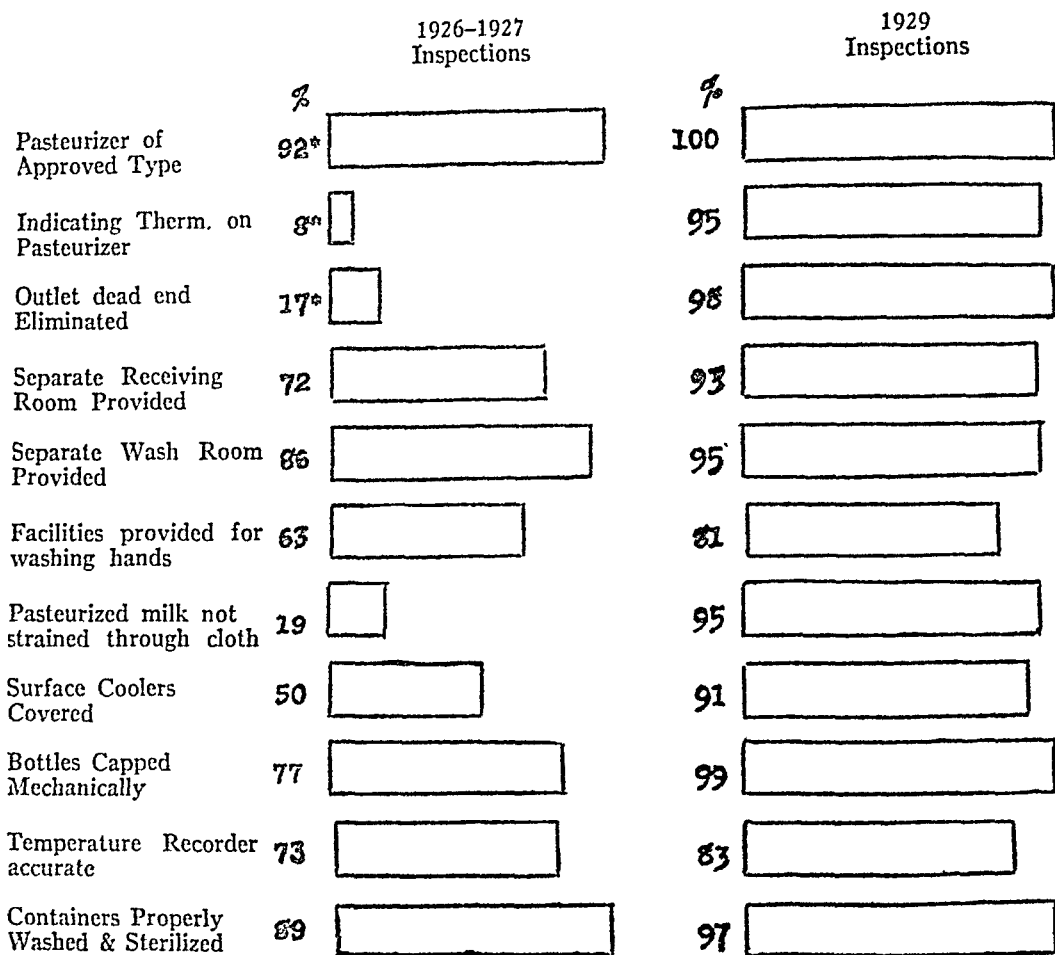 1926–1927
Inspections
1929
Inspections
% %
Pasteurizer of
Approved Type 92* 100
Indicating Therm. on
Pasteurizer 8* 95
Outlet dead end
Eliminated 17* 98
Separate Receiving
Room Provided 72 93
Separate Wash Room
Provided 86 95
Facilities provided for
washing hands 63 81
Pasteurized milk not
strained through cloth 19 95
Surface Coolers
Covered 50 91
Bottles Capped
Mechanically 77 99
Temperature Recorder
accurate 73 83
Containers Properly
Washed & Sterilized 89 97